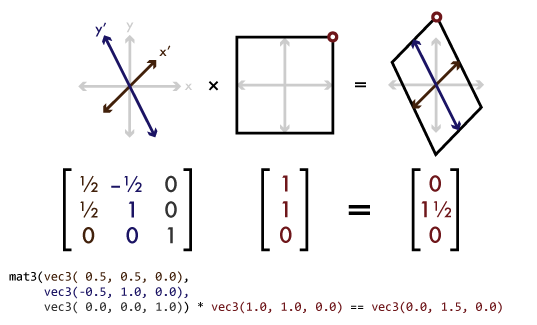 y′ y
x′
x
× =
½ -½ 0 1 0
½ 1 0 1 = 1 ½
0 0 1 0 0
mat3(vec3( 0.5, 0.5, 0.0),
vec3(-0.5, 1.0, 0.0),
vec3( 0.0, 0.0, 1.0)) * vec3(1.0, 1.0, 0.0) == vec3(0.0, 1.5, 0.0)